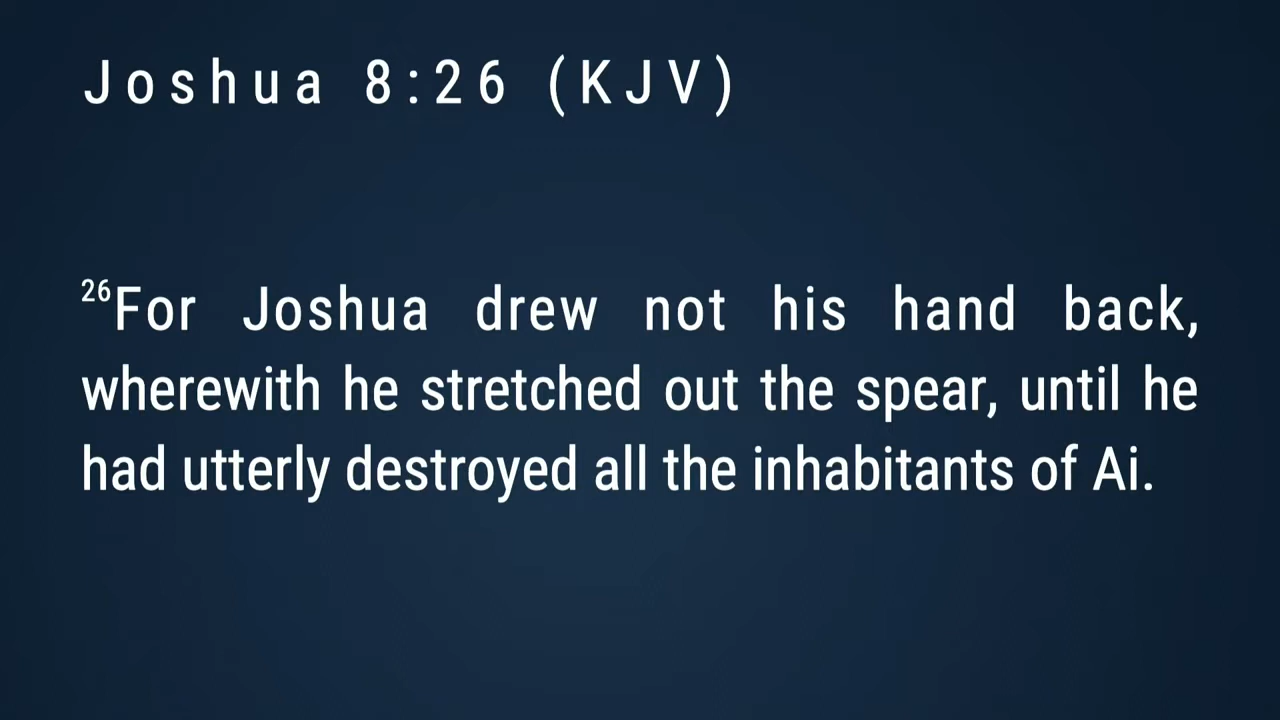 Joshua 8:26 (KJV)
26For Joshua drew not his hand back,
wherewith he stretched out the spear, until he
had utterly destroyed all the inhabitants of Ai.